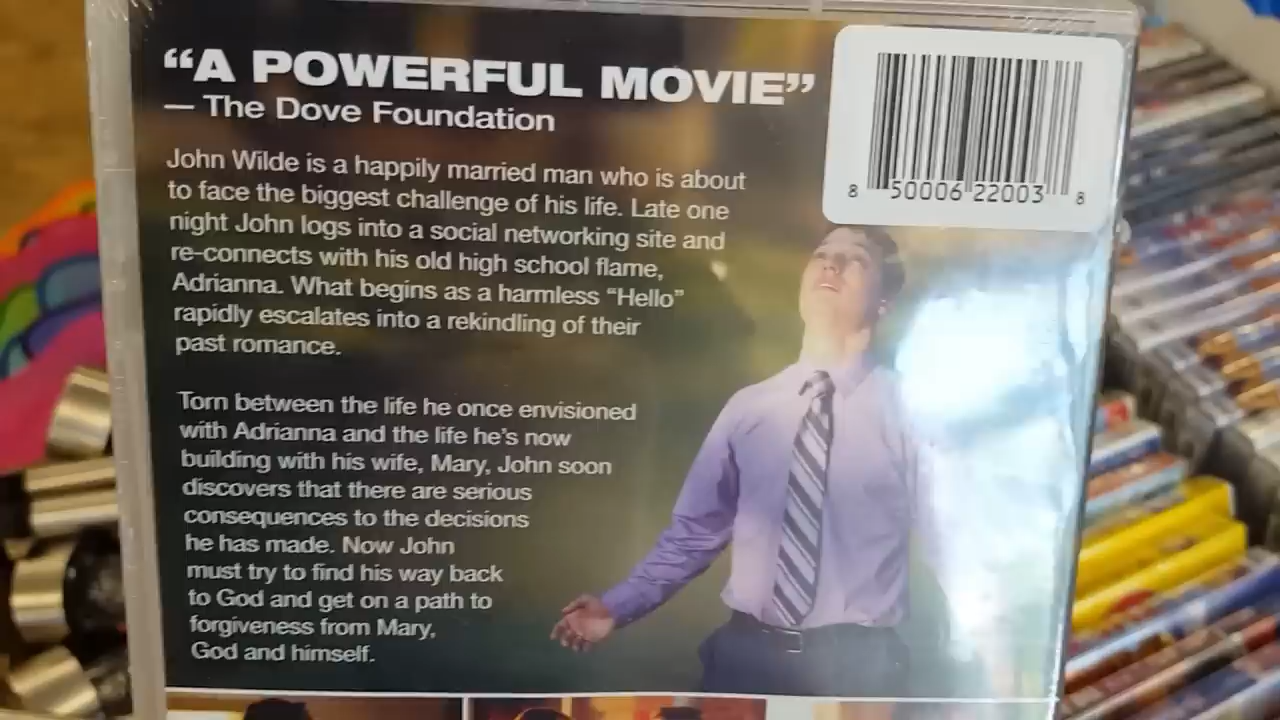 “A POWERFUL MOVIE”
— The Dove Foundation
John Wilde is a happily married man who is about
to face the biggest challenge of his life. Late one
night John logs into a social networking site and
re-connects with his old high school flame,
Adrianna. What begins as a harmless “Hello”
rapidly escalates into a rekindling of their
past romance.
Torn between the life he once envisioned
with Adrianna and the life he’s now
building with his wife, Mary, John soon
discovers that there are serious
consequences to the decisions
he has made. Now John
must try to find his way back
to God and get on a path to
forgiveness from Mary,
God and himself.
8 50006 22003 8